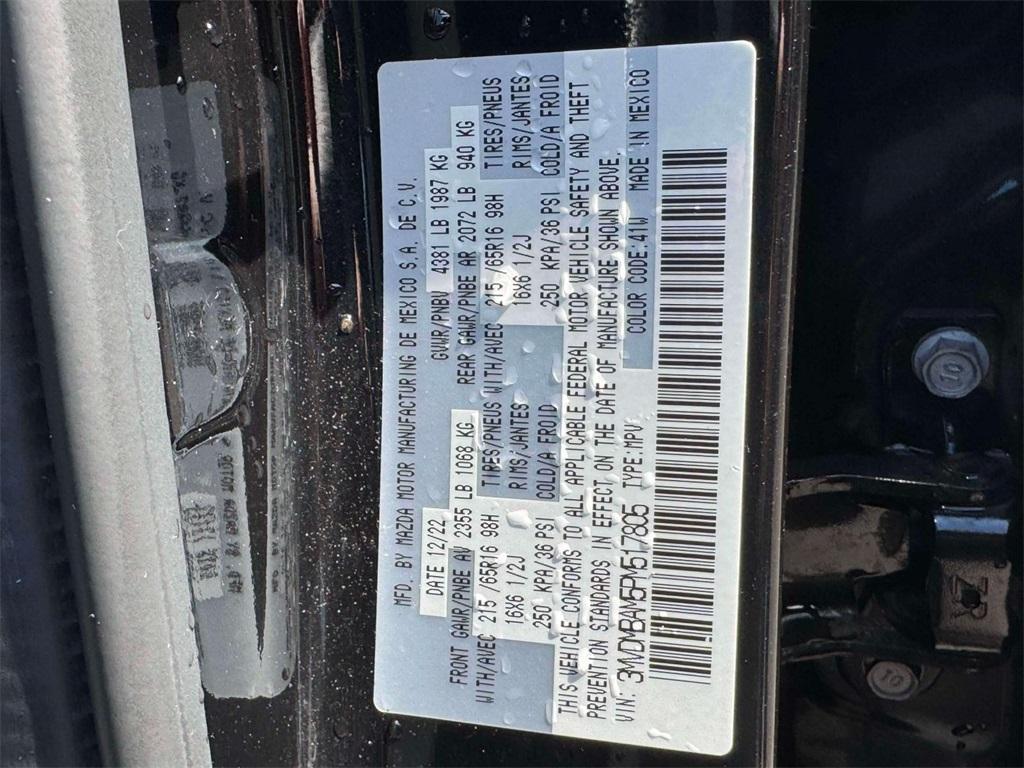 MFD. BY MAZDA MOTOR MANUFACTURING DE MEXICO S.A. DE C.V.
DATE 12/22 GVWR/PNBV 4381 LB 1987 KG
FRONT GAWR/PNBE AV 2355 LB 1068 KG REAR GAWR/PNBE AR 2072 LB 940 KG
WITH/AVEC 215 /65R16 98H TIRES/PNEUS WITH/AVEC 215 /65R16 98H TIRES/PNEUS
16X6 1/2J RIMS/JANTES 16X6 1/2J RIMS/JANTES
250 KPA/36 PSI COLD/A FROID 250 KPA/36 PSI COLD/A FROID
THIS VEHICLE CONFORMS TO ALL APPLICABLE FEDERAL MOTOR VEHICLE SAFETY AND THEFT
PREVENTION STANDARDS IN EFFECT ON THE DATE OF MANUFACTURE SHOWN ABOVE.
VIN: 3MVDMBAM5PM517805 TYPE:MPV COLOR CODE:41W MADE IN MEXICO
10
ZR
10